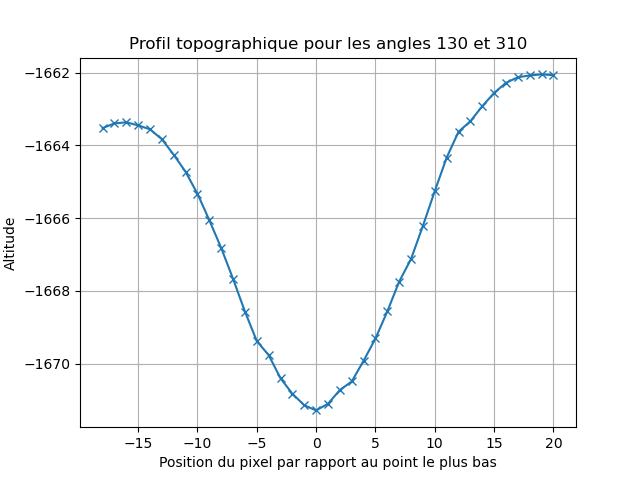 Profil topographique pour les angles 130 et 310
−1662
−1664
−1666
−1668
−1670
Altitude
−15 −10 −5 0 5 10 15 20
Position du pixel par rapport au point le plus bas